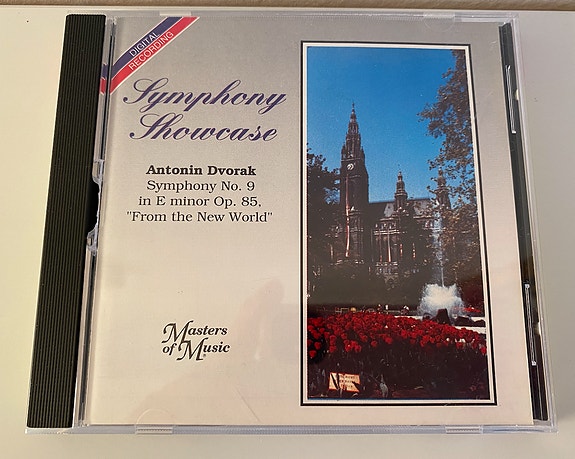 DIGITAL
RECORDING
Symphony
Showcase
Antonin Dvorak
Symphony No. 9
in E minor Op. 85,
"From the New World"
Masters
of Music